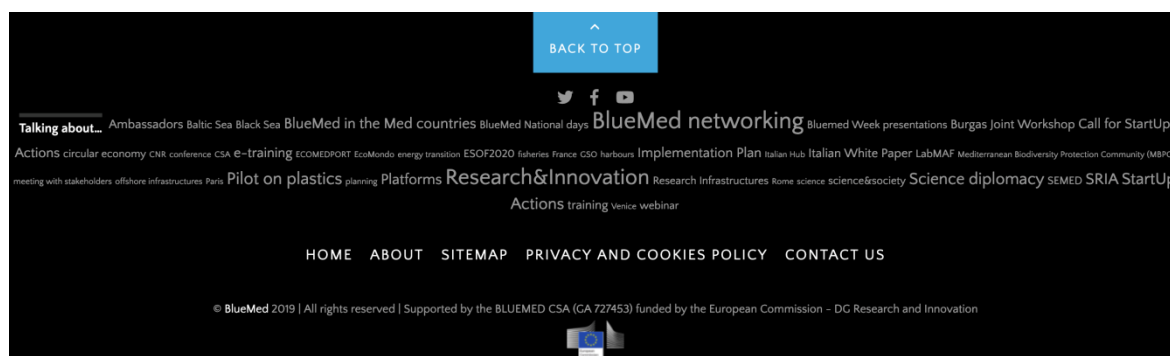 BACK TO TOP
Talking about... Ambassadors Baltic Sea Black Sea BlueMed in the Med countries BlueMed National days BlueMed networking Bluemed Week presentations Burgas Joint Workshop Call for StartUp
Actions circular economy CNR conference CSA e-training ECOMEDPORT EcoMondo energy transition ESOF2020 fisheries France GSO harbours Implementation Plan Italian Hub Italian White Paper LabMAF Mediterranean Biodiversity Protection Community (MBPC
meeting with stakeholders offshore infrastructures Paris Pilot on plastics planning Platforms Research&Innovation Research Infrastructures Rome science science&society Science diplomacy SEMED SRIA StartUp
Actions training Venice webinar
HOME ABOUT SITEMAP PRIVACY AND COOKIES POLICY CONTACT US
© BlueMed 2019 | All rights reserved | Supported by the BLUEMED CSA (GA 727453) funded by the European Commission – DG Research and Innovation